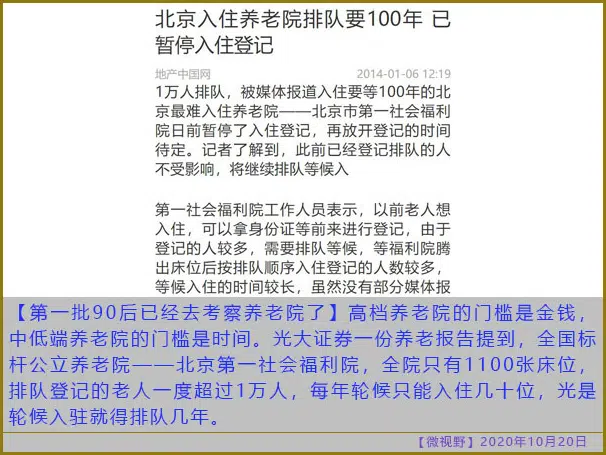 北京入住养老院排队要100年 已
暂停入住登记
地产中国网 2014-01-06 12:19
1万人排队，被媒体报道入住要等100年的北
京最难入住养老院——北京市第一社会福利
院日前暂停了入住登记，再放开登记的时间
待定。记者了解到，此前已经登记排队的人
不受影响，将继续排队等候入
第一社会福利院工作人员表示，以前老人想
入住，可以拿身份证等前来进行登记，由于
登记的人较多，需要排队等候，等福利院腾
出床位后按排队顺序入住登记的人数较多，
等候入住的时间较长，虽然没有部分媒体报
【第一批90后已经去考察养老院了】高档养老院的门槛是金钱，
中低端养老院的门槛是时间。光大证券一份养老报告提到，全国标
杆公立养老院——北京第一社会福利院，全院只有1100张床位，
排队登记的老人一度超过1万人，每年轮候只能入住几十位，光是
轮候入驻就得排队几年。
【微视野】2020年10月20日